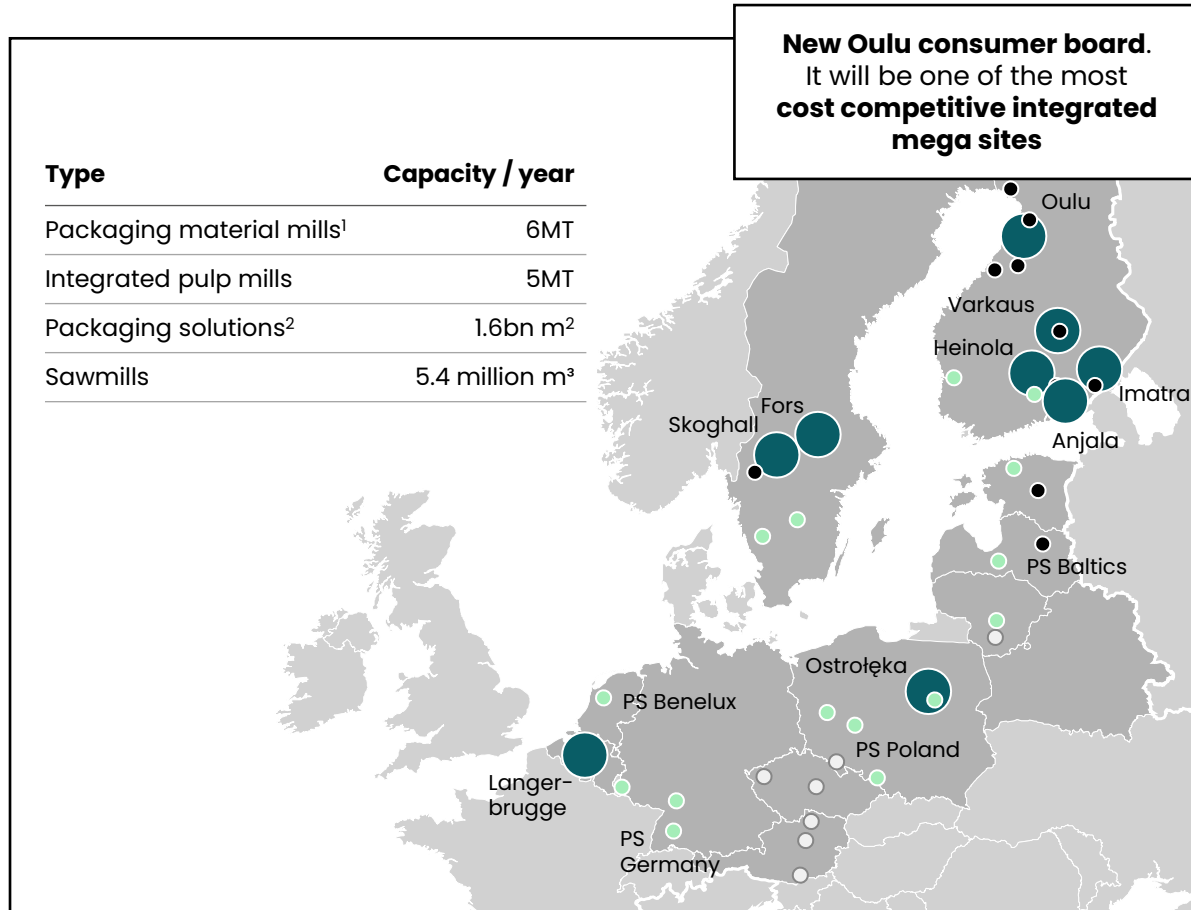 New Oulu consumer board.
It will be one of the most
cost competitive integrated
mega sites
Type Capacity / year
Packaging material mills¹ 6MT
Integrated pulp mills 5MT
Packaging solutions² 1.6bn m²
Sawmills 5.4 million m³
Oulu
Varkaus
Heinola
Imatra
Fors
Skoghall
Anjala
PS Baltics
Ostrołęka
PS Benelux
PS Poland
Langer-
brugge
PS
Germany